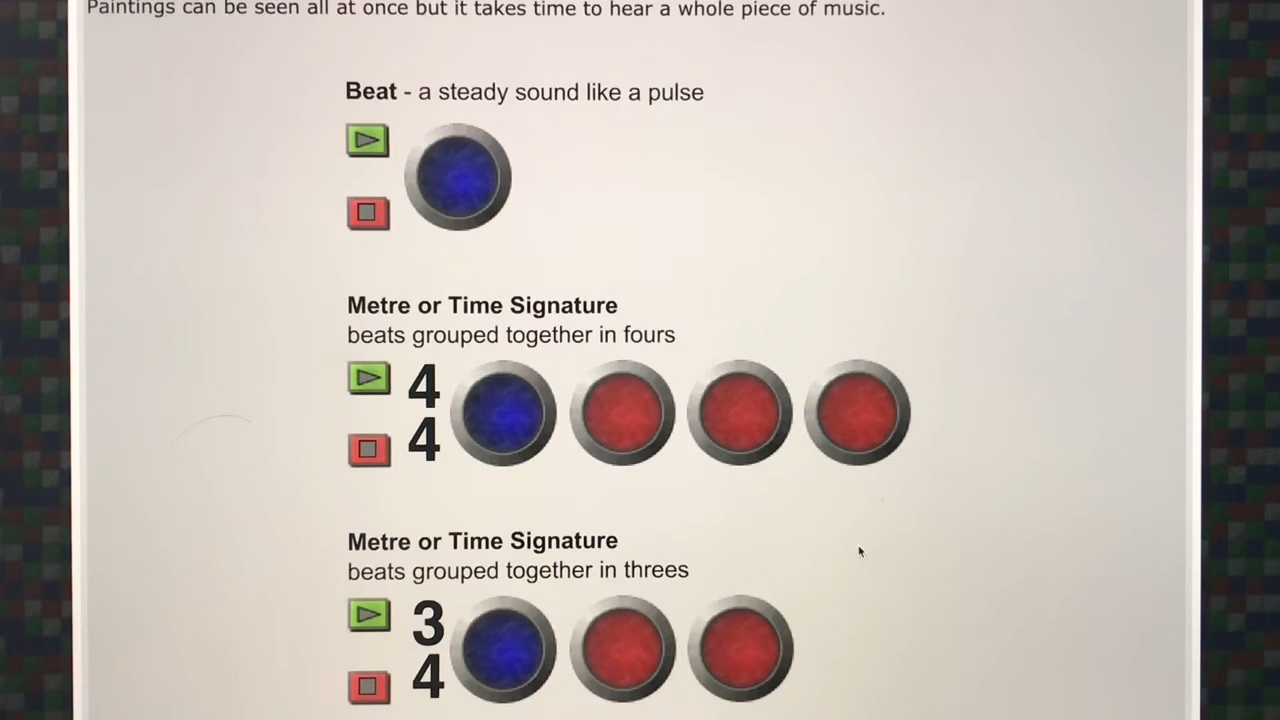 Paintings can be seen all at once but it takes time to hear a whole piece of music.
Beat - a steady sound like a pulse
Metre or Time Signature
beats grouped together in fours
4
4
Metre or Time Signature
beats grouped together in threes
3
4